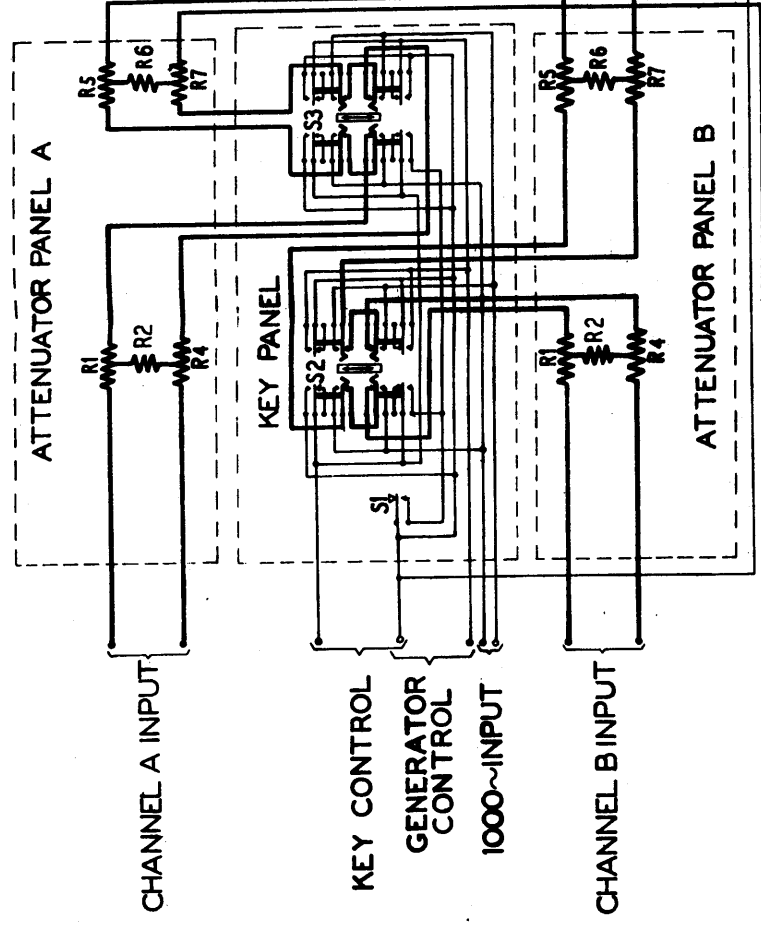 CHANNEL A INPUT
KEY CONTROL
GENERATOR
CONTROL
1000~INPUT
CHANNEL B INPUT
ATTENUATOR PANEL A
R1
R2
R4
R5
R6
R7
KEY PANEL
S1
S2
S3
ATTENUATOR PANEL B
R1
R2
R4
R5
R6
R7